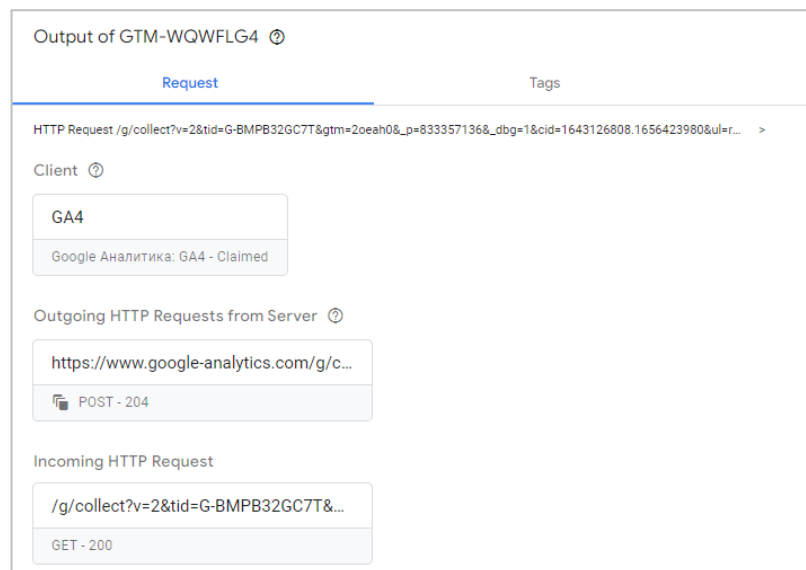 Output of GTM-WQWFLG4
Request Tags
HTTP Request /g/collect?v=2&tid=G-BMPB32GC7T&gtm=2oeah0&_p=833357136&_dbg=1&cid=1643126808.1656423980&ul=r... >
Client
GA4
Google Аналитика: GA4 - Claimed
Outgoing HTTP Requests from Server
https://www.google-analytics.com/g/c...
POST - 204
Incoming HTTP Request
/g/collect?v=2&tid=G-BMPB32GC7T&...
GET - 200